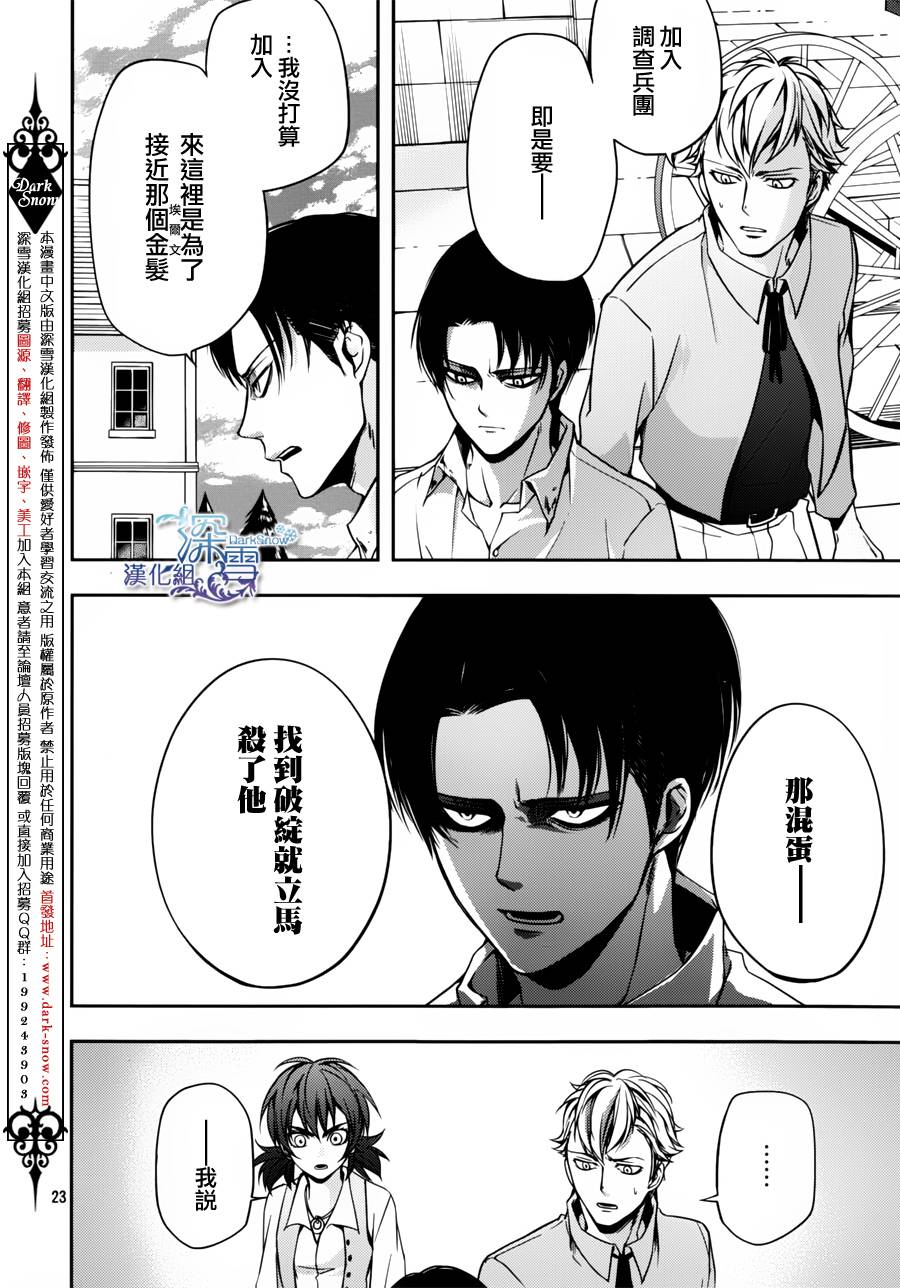 加入
調查兵團
即是要——
…我沒打算
加入
來這裡是為了
接近那個金髮
埃爾文
那混蛋——
找到破綻就立馬
殺了他
……
——我説
Dark
Snow
本漫畫中文版由深雪漢化組製作發佈 僅供愛好者學習交流之用 版權屬於原作者 禁止用於任何商業用途 首發地址:www.dark-snow.com
深雪漢化組招募圖源、翻譯、修圖、嵌字、美工加入本組 意者請至論壇人員招募版塊回覆 或直接加入招募QQ群:199243903
深雪
DarkSnow
漢化組
23